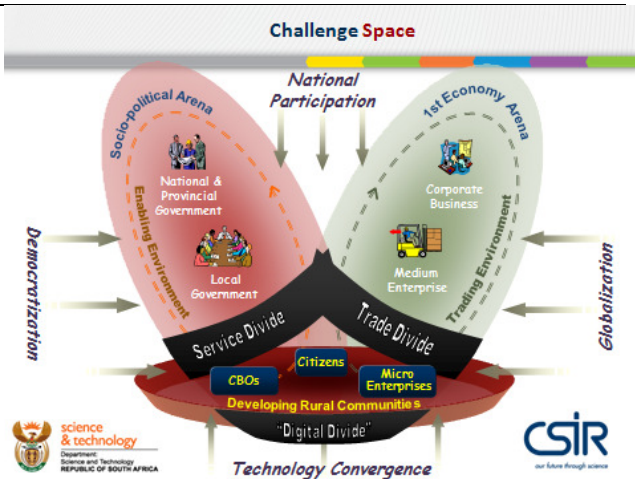 Challenge Space
National
Participation
Socio-political Arena
1st Economy Arena
National &
Provincial
Government
Corporate
Business
Enabling Environment
Trading Environment
Local
Government
Medium
Enterprise
Democratization
Globalization
Service Divide
Trade Divide
Citizens
CBOs
Micro
Enterprises
Developing Rural Communities
"Digital Divide"
Technology Convergence
science
& technology
Department:
Science and Technology
REPUBLIC OF SOUTH AFRICA
CSIR
our future through science